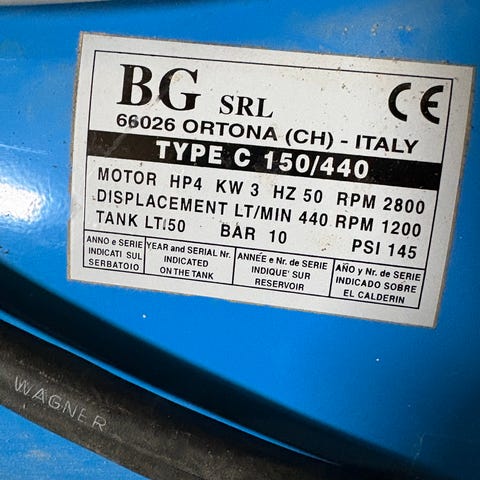 BG SRL
CE
66026 ORTONA (CH) - ITALY
TYPE C 150/440
MOTOR HP4 KW 3 HZ 50 RPM 2800
DISPLACEMENT LT/MIN 440 RPM 1200
TANK LT150 BAR 10 PSI 145
ANNO e SERIE
INDICATI SUL
SERBATOIO
YEAR and SERIAL Nr.
INDICATED
ON THE TANK
ANNÉE e Nr. de SERIE
INDIQUE' SUR
RESERVOIR
AÑO y Nr. de SERIE
INDICADO SOBRE
EL CALDERIN
WAGNER